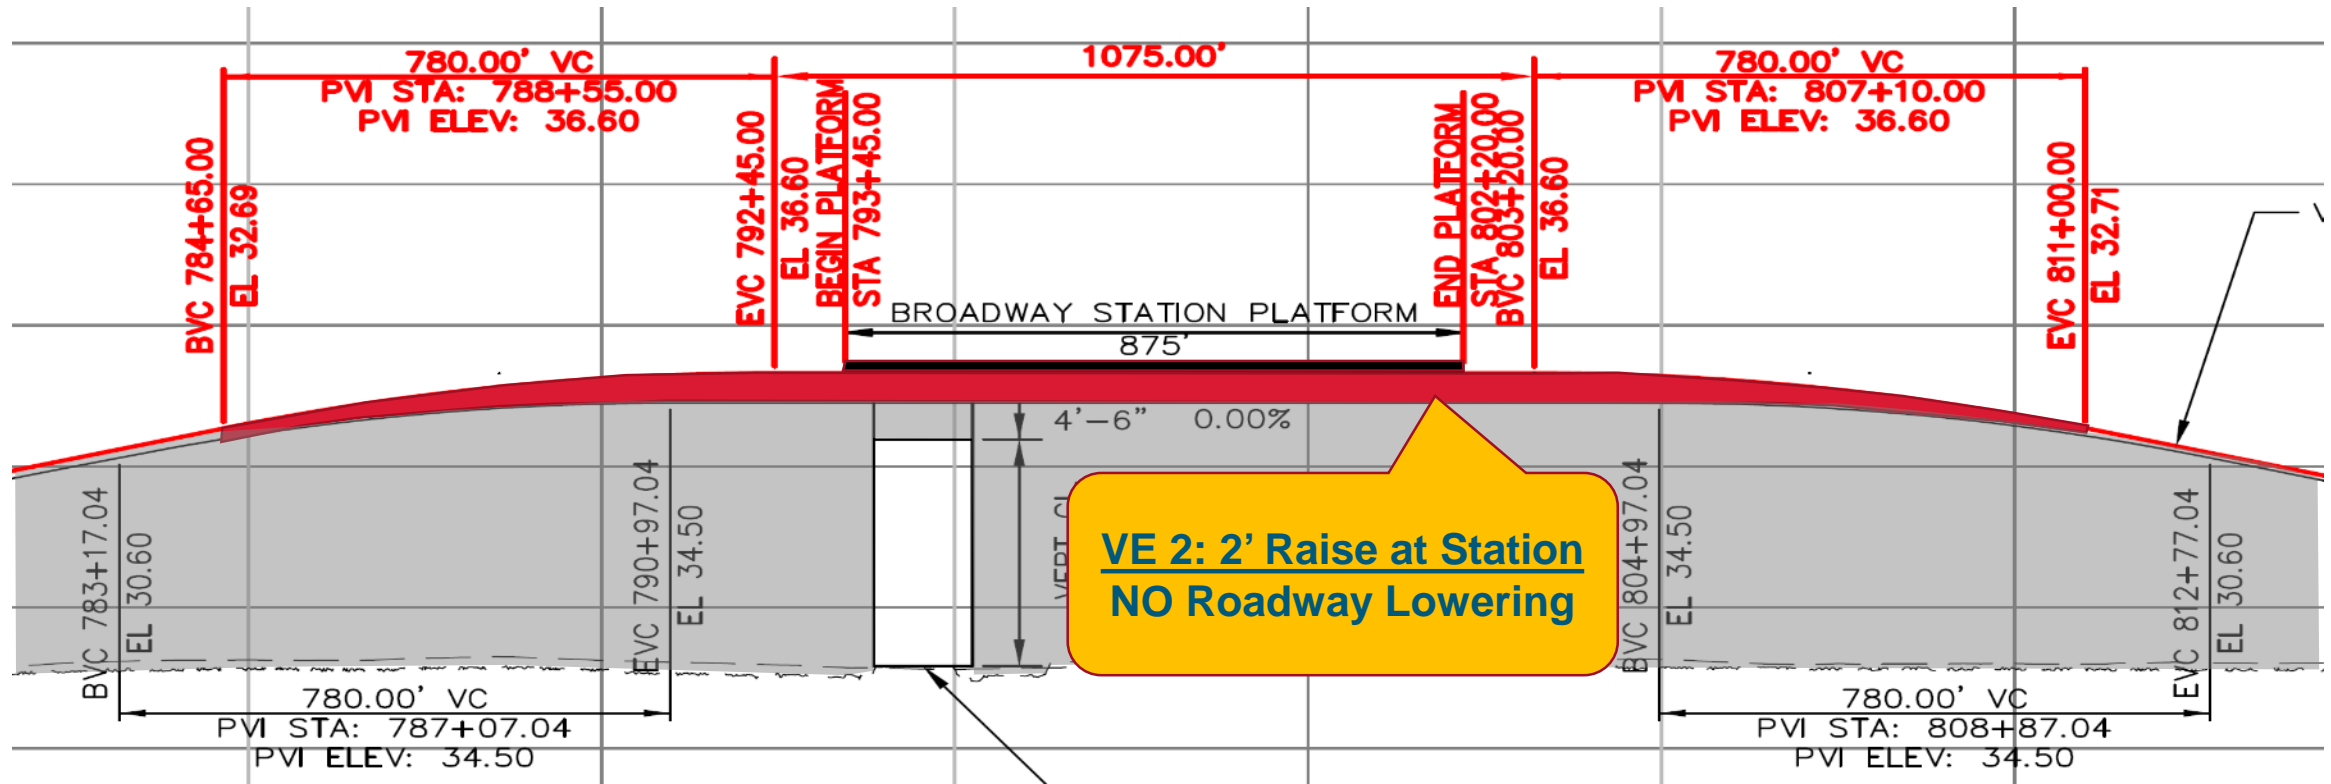 780.00' VC
PVI STA: 788+55.00
PVI ELEV: 36.60
1075.00'
780.00' VC
PVI STA: 807+10.00
PVI ELEV: 36.60
BVC 784+65.00
EL 32.69
EVC 792+45.00
EL 36.60
BEGIN PLATFORM
STA 793+45.00
END PLATFORM
STA 802+20.00
BVC 803+20.00
EL 36.60
EVC 811+00.00
EL 32.71
BROADWAY STATION PLATFORM
875'
4'-6" 0.00%
VE 2: 2' Raise at Station
NO Roadway Lowering
BVC 783+17.04
EL 30.60
EVC 790+97.04
EL 34.50
VERT
BVC 804+97.04
EL 34.50
EVC 812+77.04
EL 30.60
780.00' VC
PVI STA: 787+07.04
PVI ELEV: 34.50
780.00' VC
PVI STA: 808+87.04
PVI ELEV: 34.50